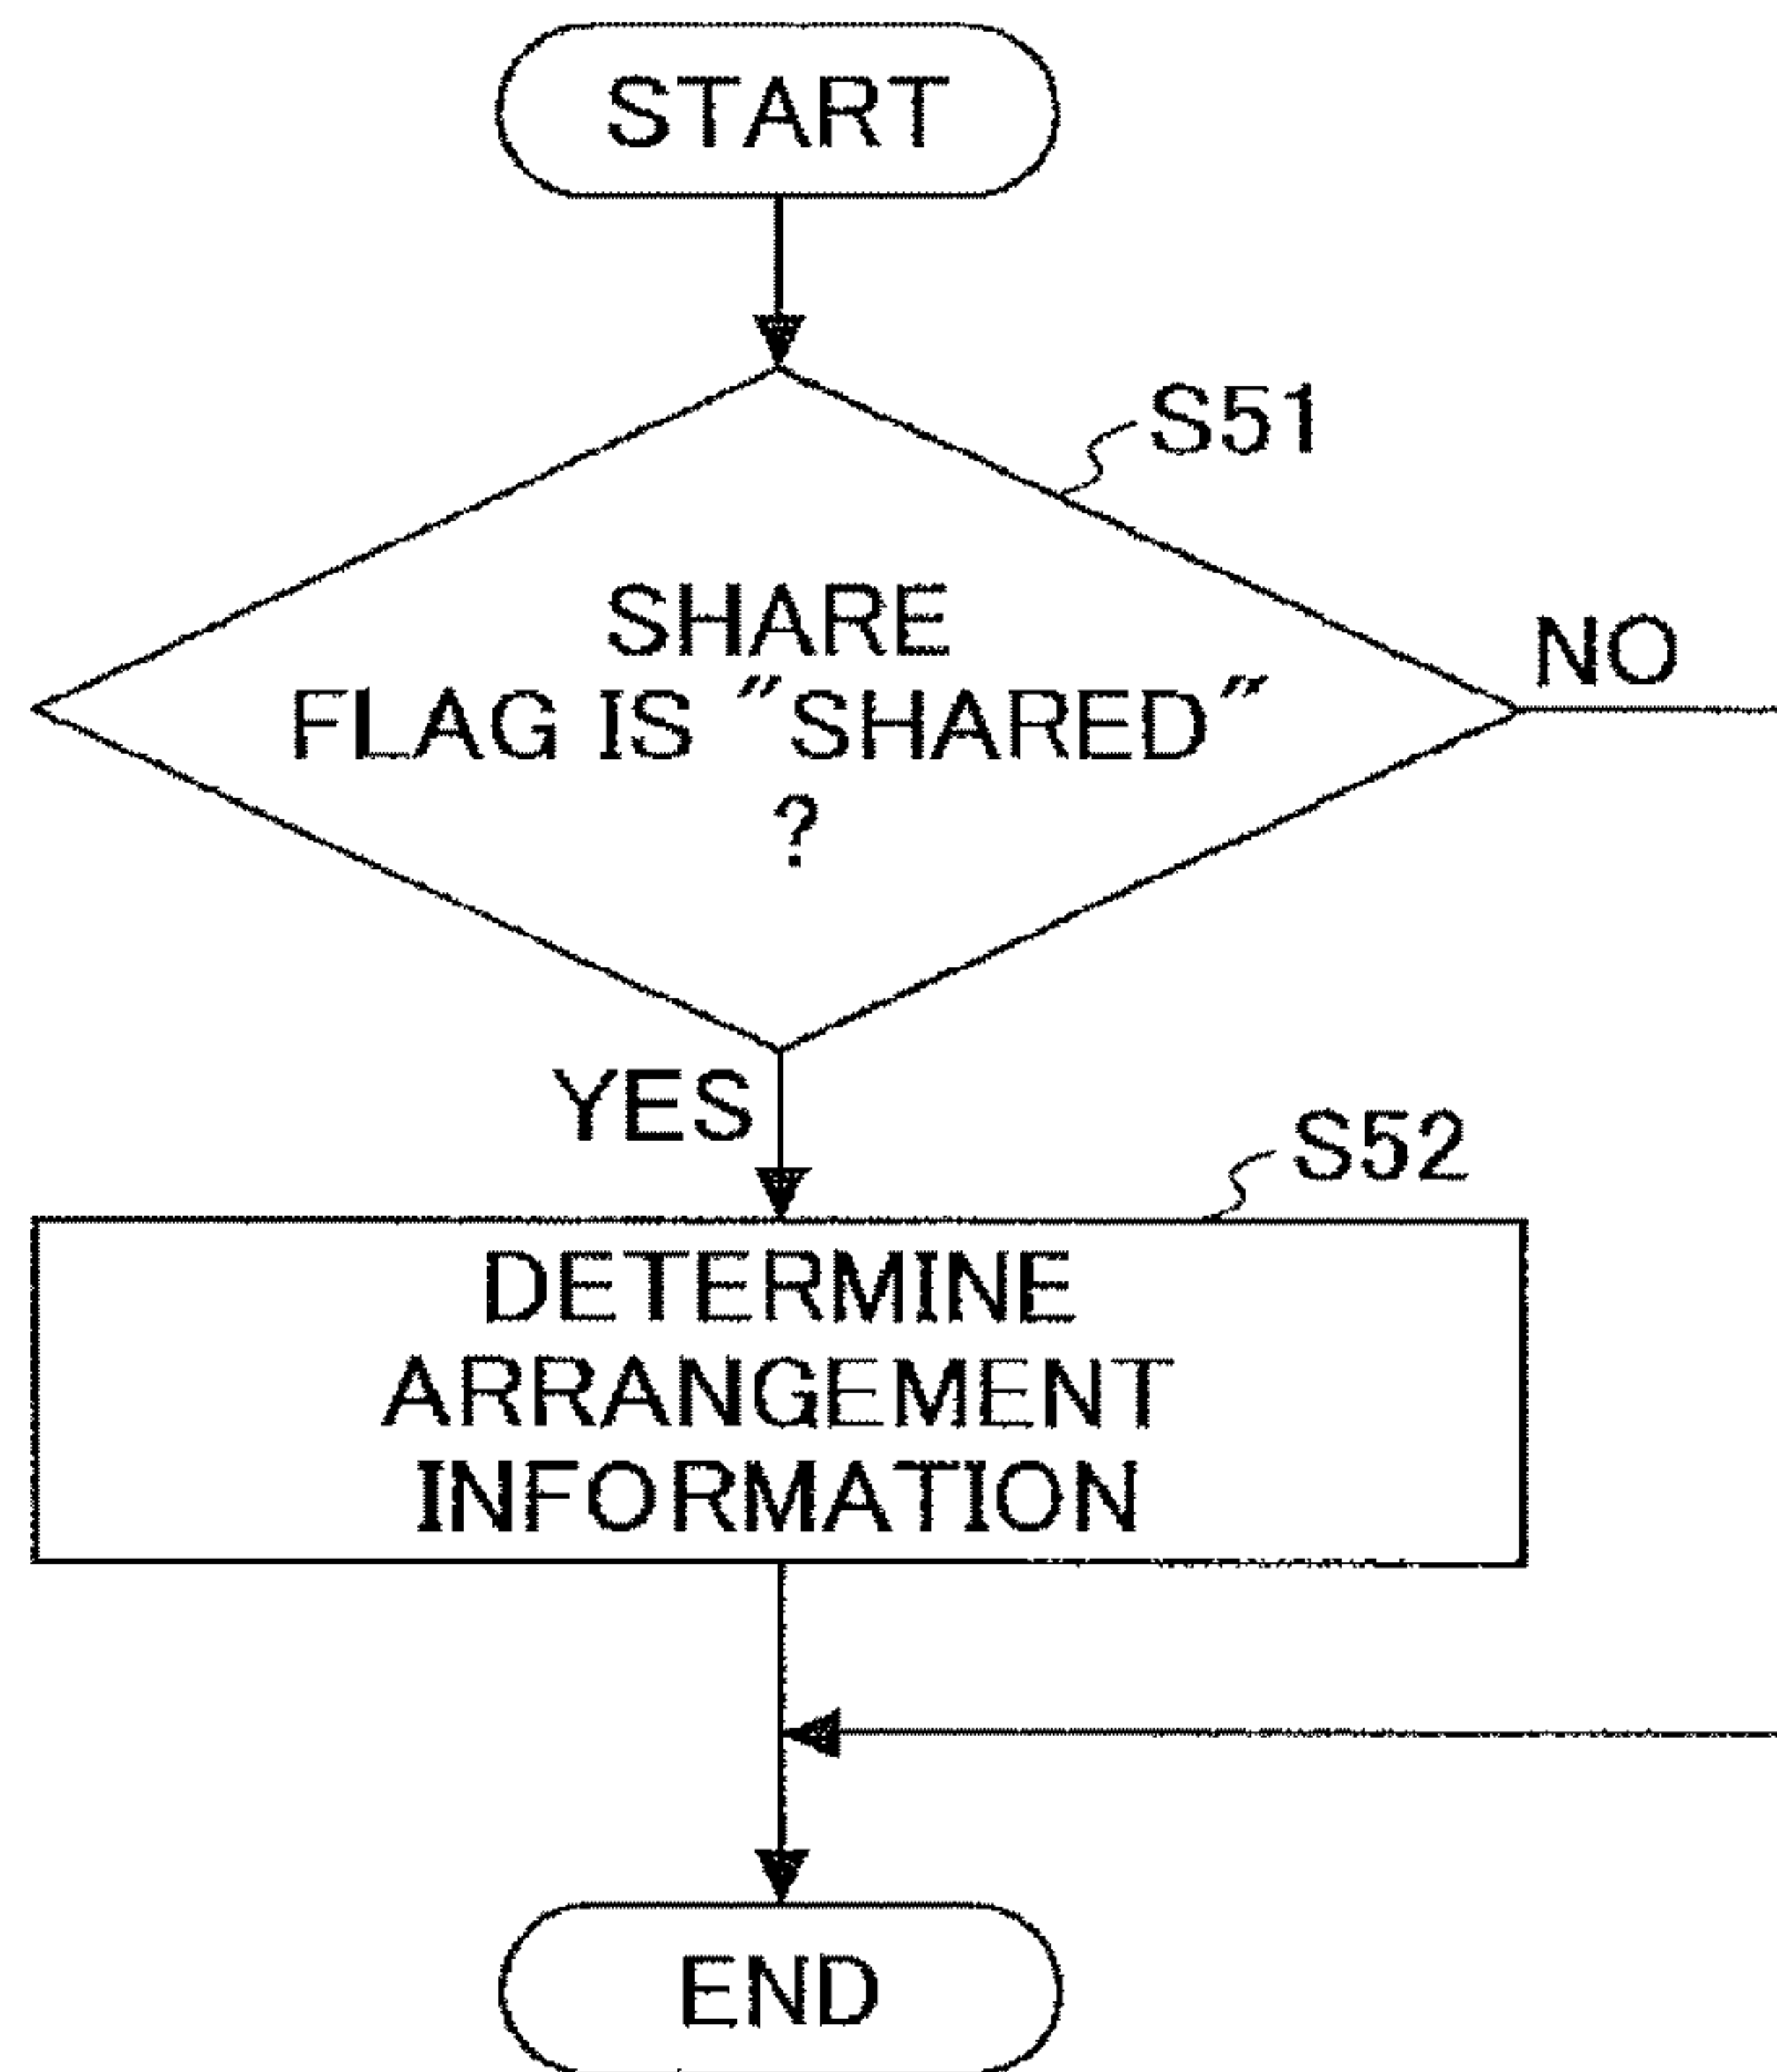 START
S51
SHARE
FLAG IS "SHARED"
?
NO
YES
S52
DETERMINE
ARRANGEMENT
INFORMATION
END